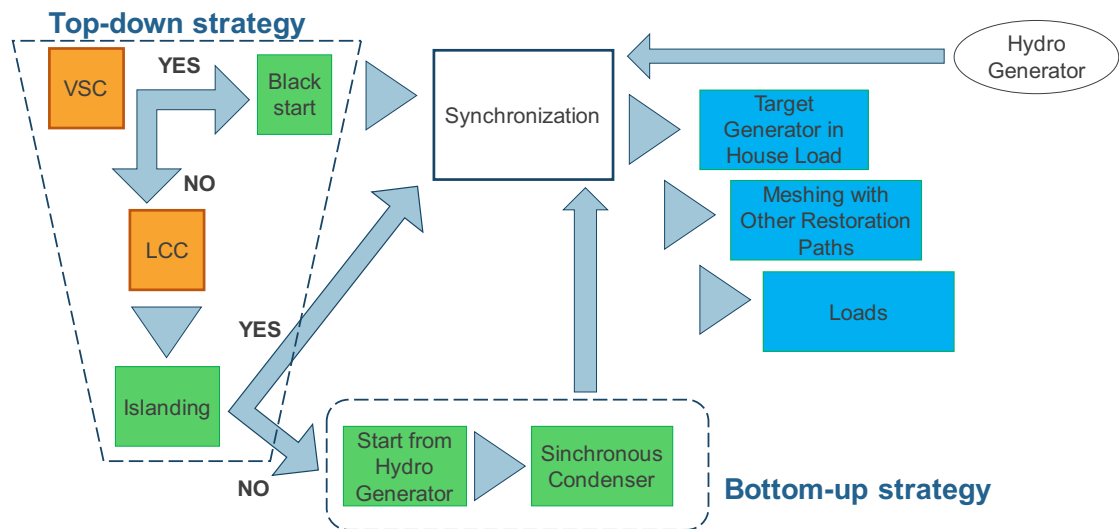 Top-down strategy
VSC
YES
Black
start
NO
LCC
Islanding
YES
NO
Synchronization
Hydro
Generator
Target
Generator in
House Load
Meshing with
Other Restoration
Paths
Loads
Start from
Hydro
Generator
Sinchronous
Condenser
Bottom-up strategy